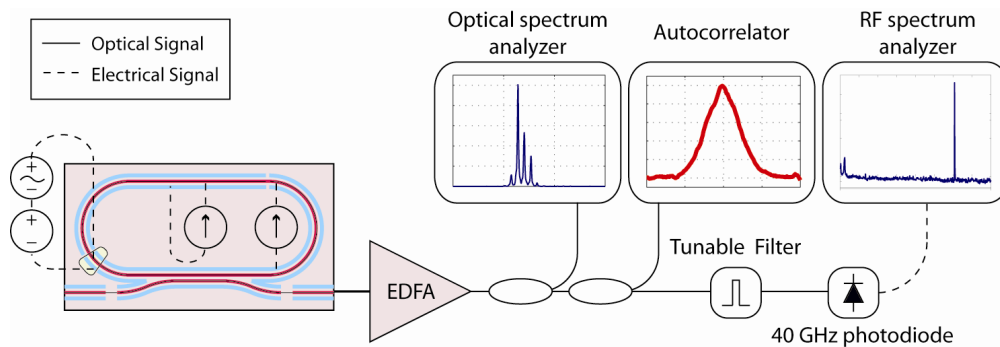 Optical Signal
Electrical Signal
Optical spectrum
analyzer
Autocorrelator
RF spectrum
analyzer
+
~
−
+
−
EDFA
Tunable Filter
40 GHz photodiode